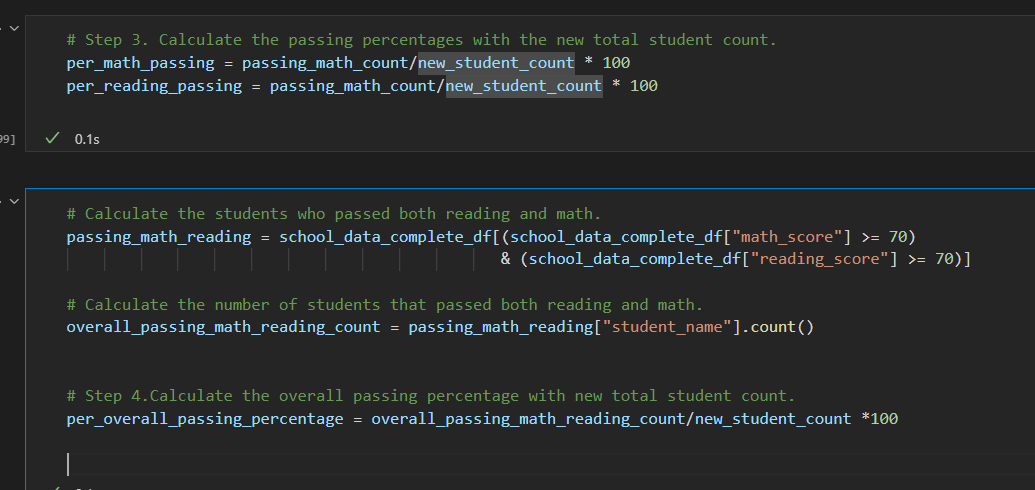 # Step 3. Calculate the passing percentages with the new total student count.
per_math_passing = passing_math_count/new_student_count * 100
per_reading_passing = passing_math_count/new_student_count * 100
99]
0.1s
# Calculate the students who passed both reading and math.
passing_math_reading = school_data_complete_df[(school_data_complete_df["math_score"] >= 70)
& (school_data_complete_df["reading_score"] >= 70)]
# Calculate the number of students that passed both reading and math.
overall_passing_math_reading_count = passing_math_reading["student_name"].count()
# Step 4.Calculate the overall passing percentage with new total student count.
per_overall_passing_percentage = overall_passing_math_reading_count/new_student_count *100